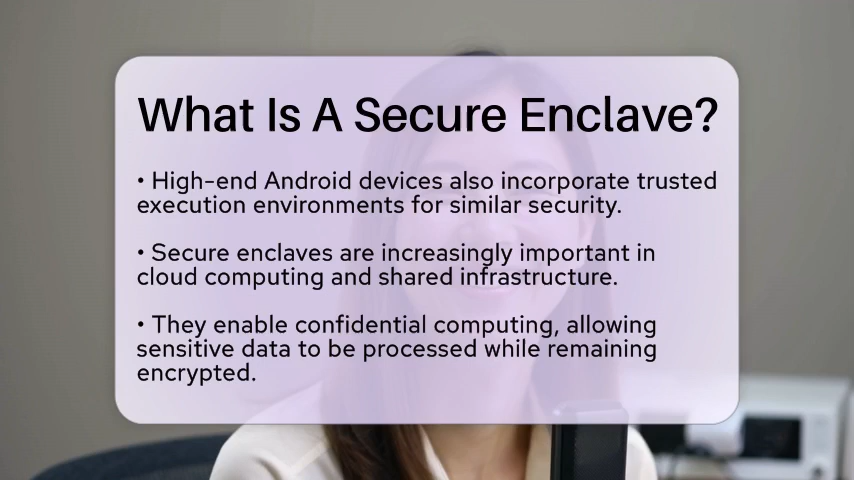 What Is A Secure Enclave?
• High-end Android devices also incorporate trusted
execution environments for similar security.
• Secure enclaves are increasingly important in
cloud computing and shared infrastructure.
• They enable confidential computing, allowing
sensitive data to be processed while remaining
encrypted.